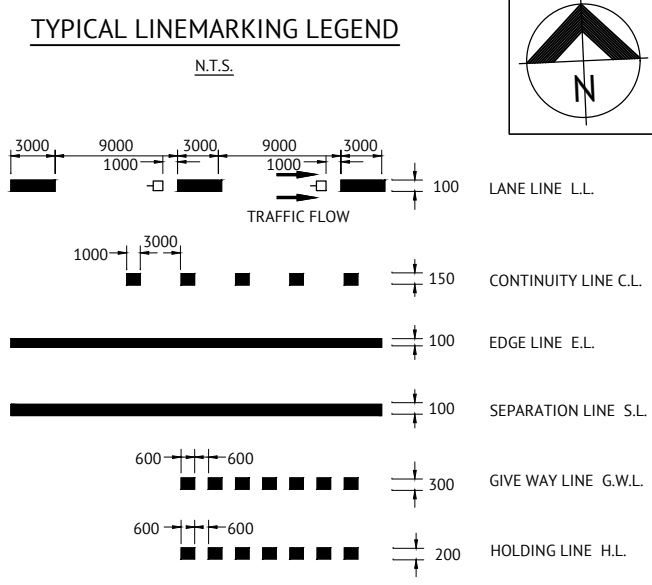 TYPICAL LINEMARKING LEGEND
N.T.S.
N
3000 9000 3000 9000 3000
1000 1000
100 LANE LINE L.L.
TRAFFIC FLOW
1000 3000
150 CONTINUITY LINE C.L.
100 EDGE LINE E.L.
100 SEPARATION LINE S.L.
600 600
300 GIVE WAY LINE G.W.L.
600 600
200 HOLDING LINE H.L.